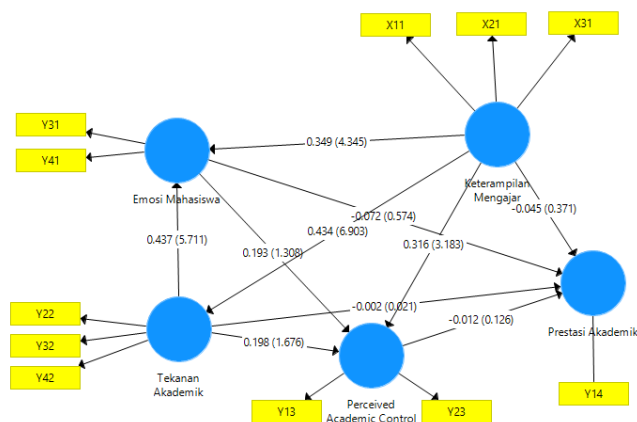 X11
X21
X31
Y31
Y41
0.349 (4.345)
Emosi Mahasiswa
Keterampilan
Mengajar
-0.072 (0.574)
-0.045 (0.371)
0.434 (6.903)
0.437 (5.711)
0.193 (1.308)
0.316 (3.183)
Y22
Y32
Y42
-0.002 (0.021)
-0.012 (0.126)
0.198 (1.676)
Prestasi Akademik
Tekanan
Akademik
Perceived
Academic Control
Y13
Y23
Y14